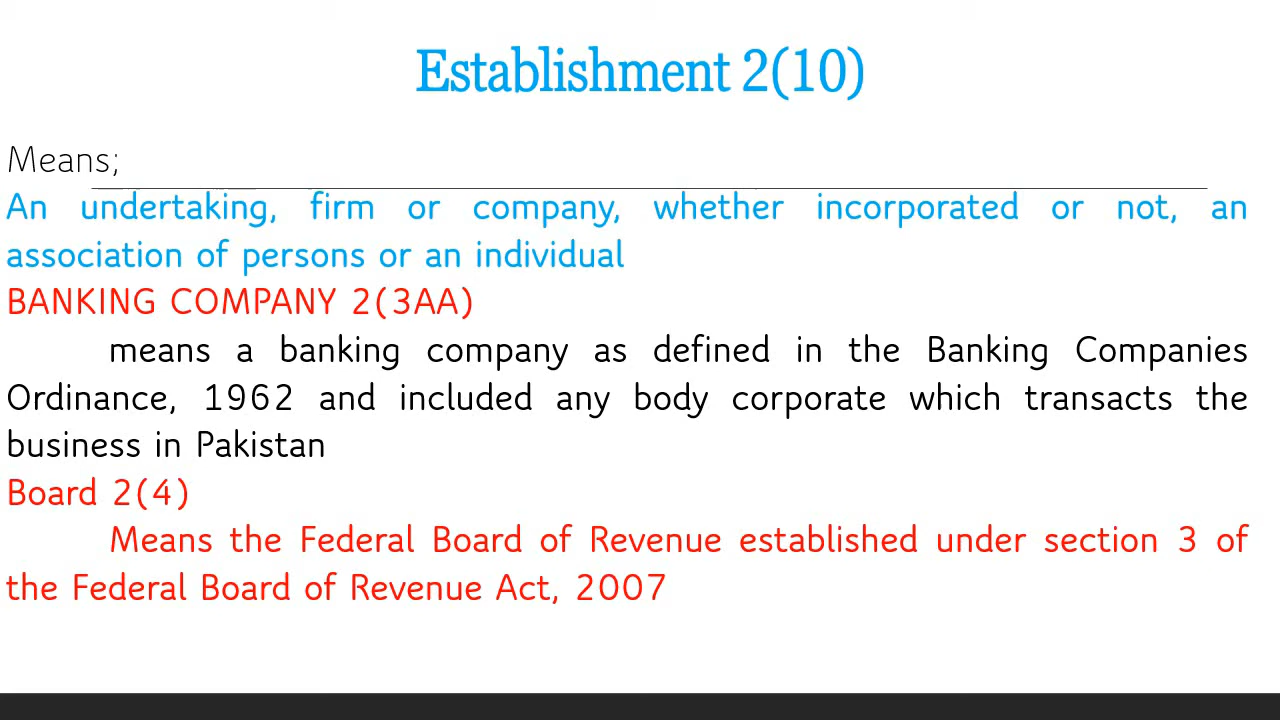 Establishment 2(10)
Means;
An undertaking, firm or company, whether incorporated or not, an
association of persons or an individual
BANKING COMPANY 2(3AA)
means a banking company as defined in the Banking Companies
Ordinance, 1962 and included any body corporate which transacts the
business in Pakistan
Board 2(4)
Means the Federal Board of Revenue established under section 3 of
the Federal Board of Revenue Act, 2007